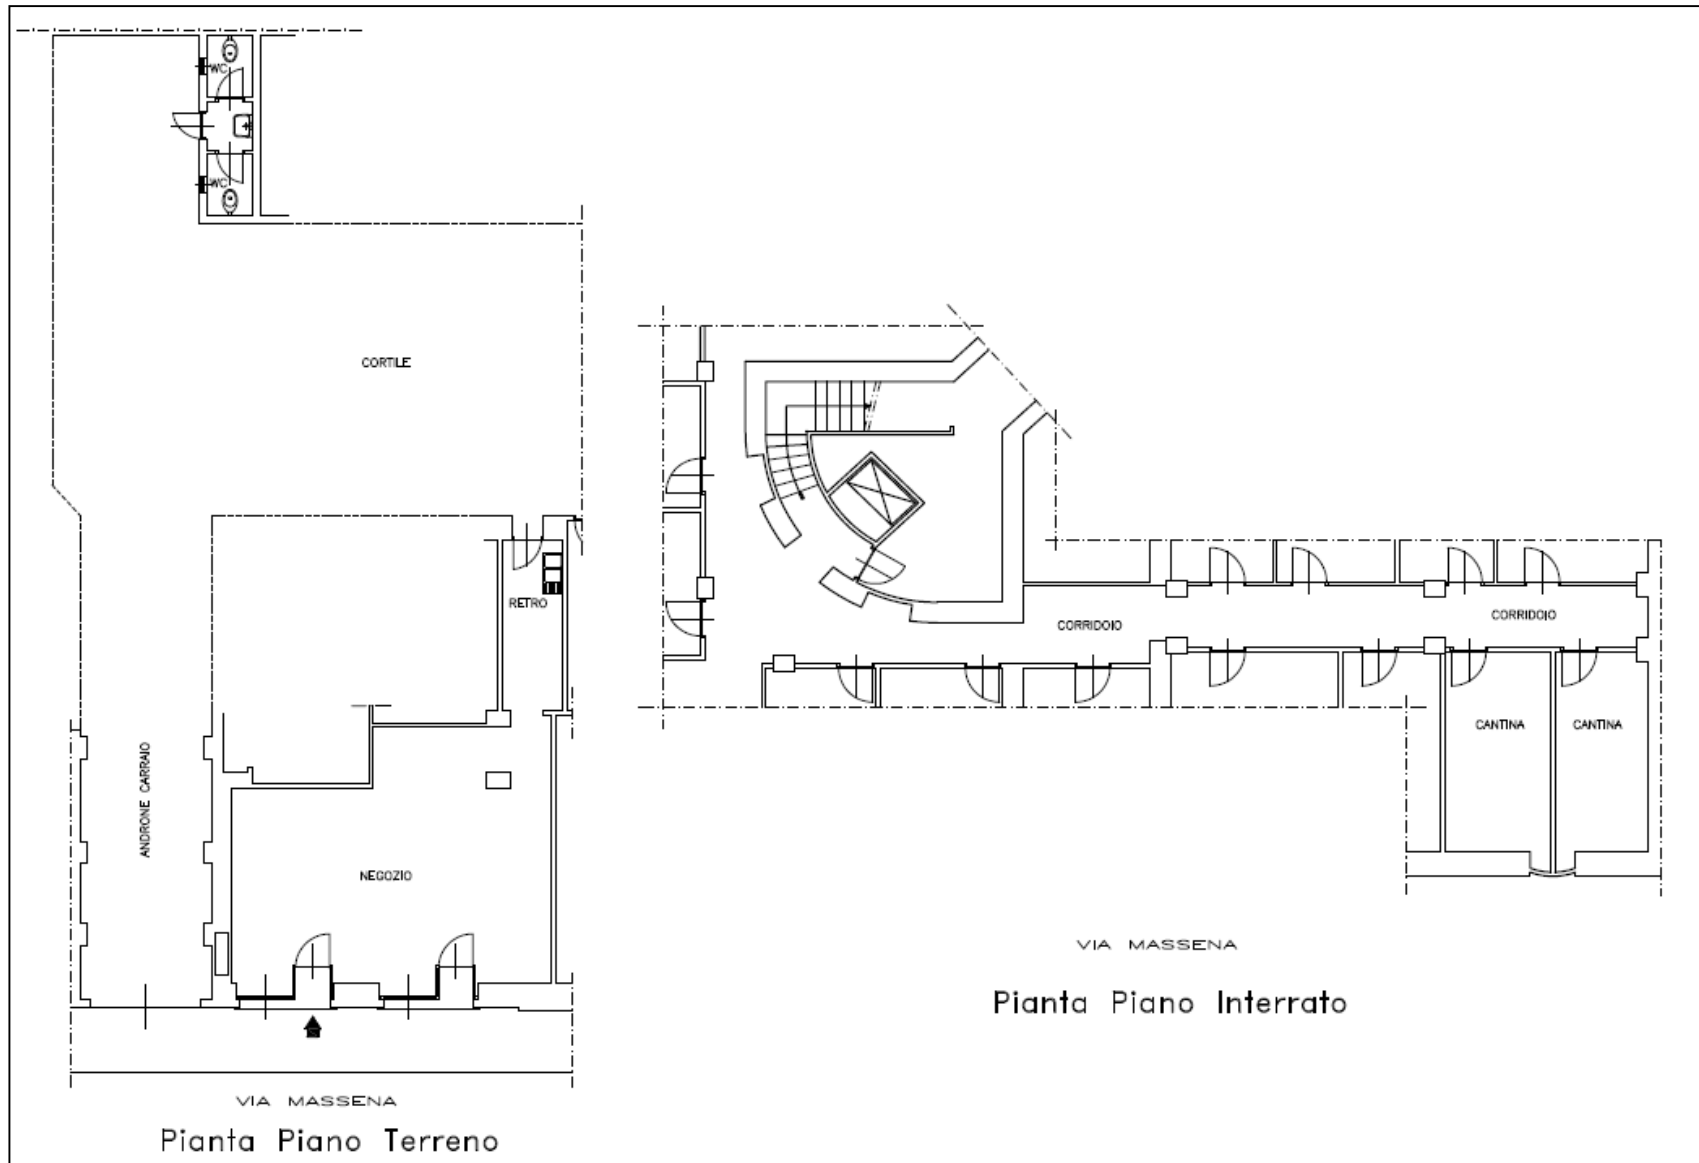 WC
WC
CORTILE
RETRO
ANDRONE CARRAIO
NEGOZIO
VIA MASSENA
Pianta Piano Terreno
CORRIDOIO
CORRIDOIO
CANTINA
CANTINA
VIA MASSENA
Pianta Piano Interrato